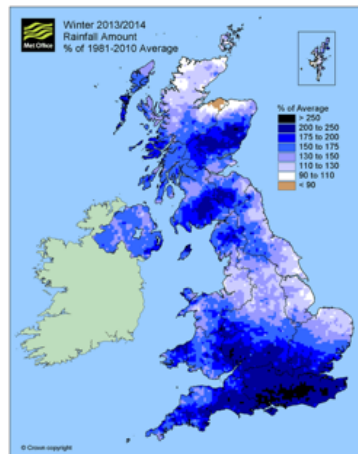 Met Office
Winter 2013/2014
Rainfall Amount
% of 1981-2010 Average
% of Average
> 250
200 to 250
175 to 200
150 to 175
130 to 150
110 to 130
90 to 110
< 90
© Crown copyright